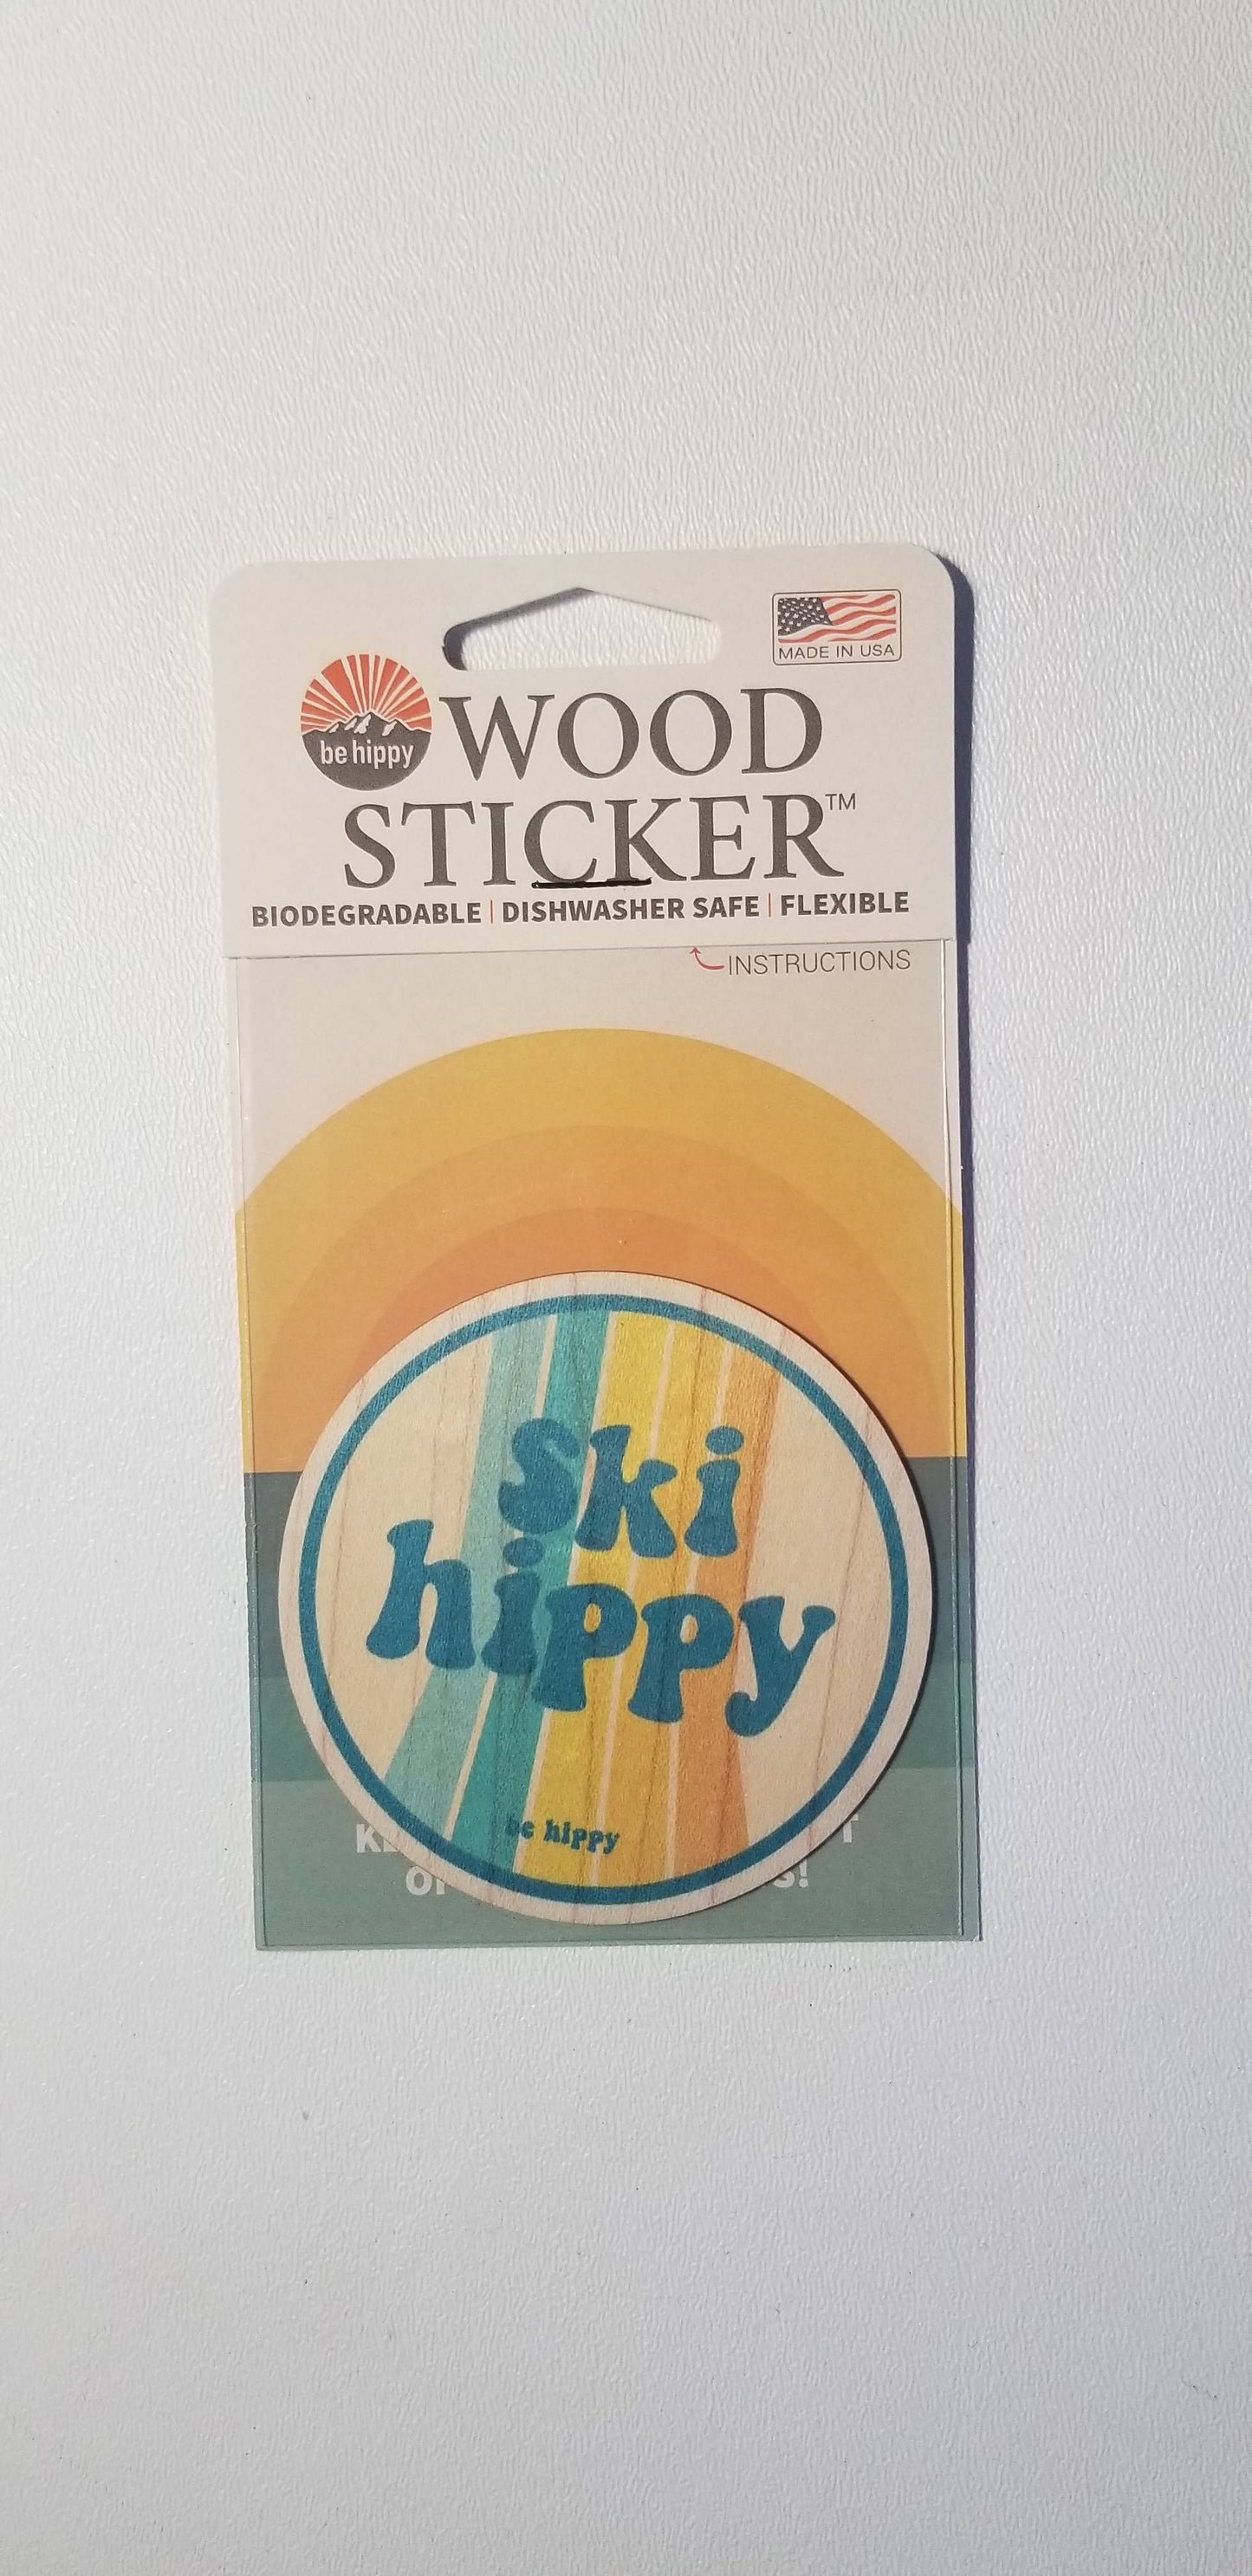 MADE IN USA
be hippy
WOOD
STICKER™
BIODEGRADABLE | DISHWASHER SAFE | FLEXIBLE
INSTRUCTIONS
Ski
hippy
be hippy